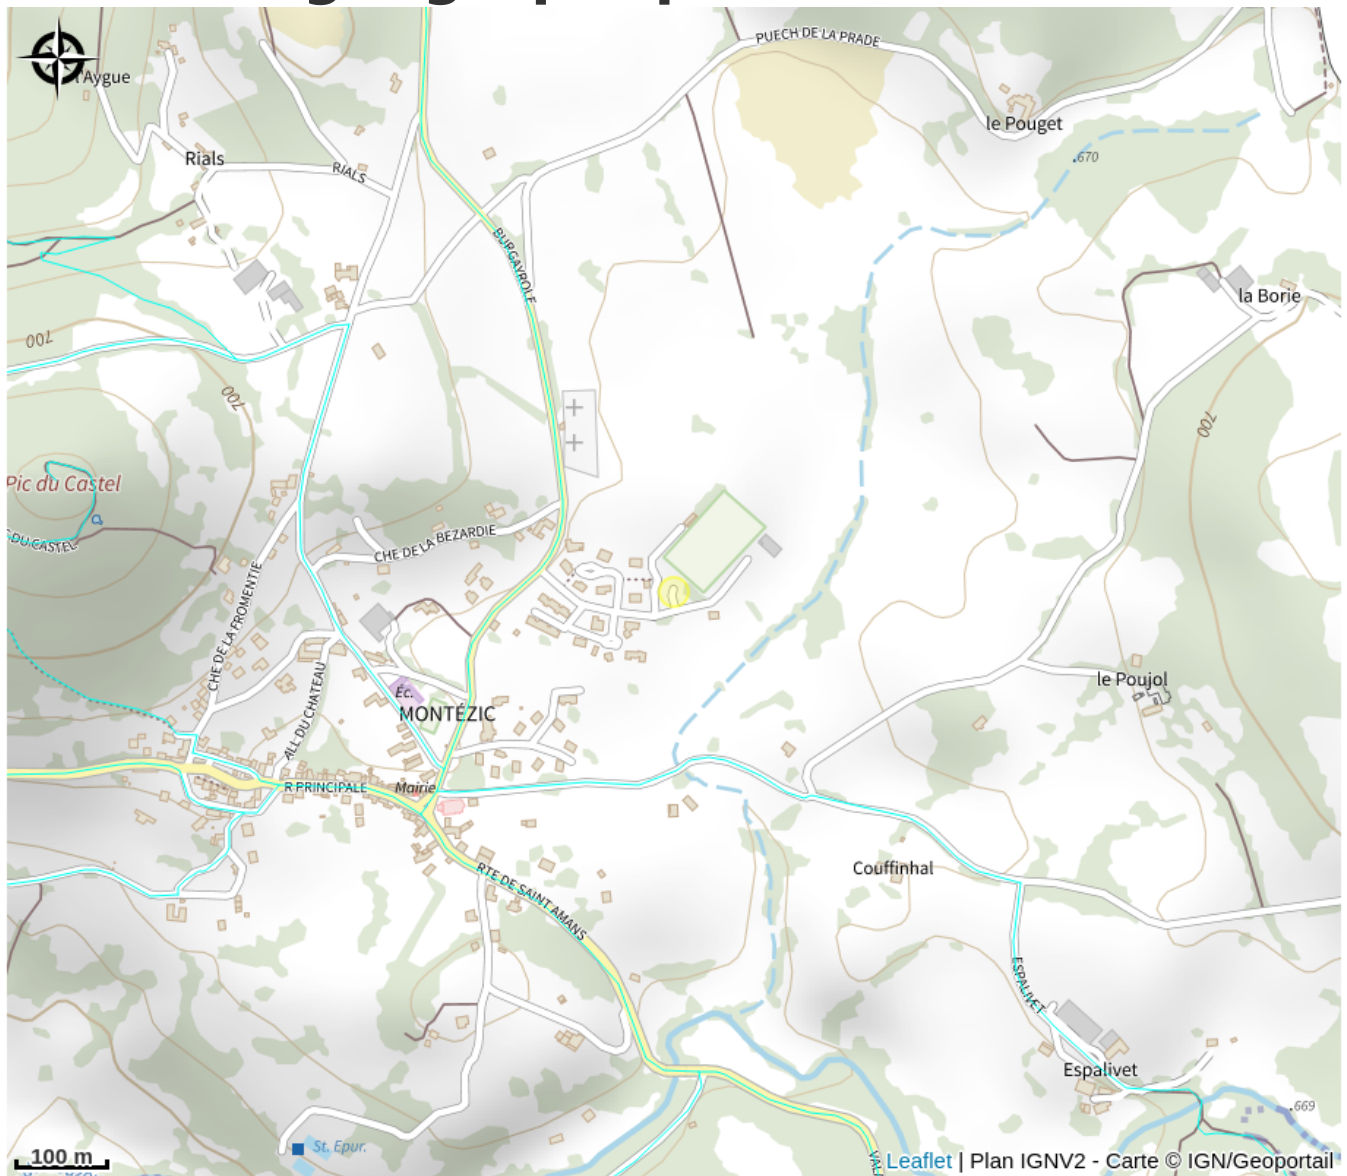 PUECH DE LA PRADE
l'Aygue
le Pouget
Rials
RIALS
670
BURGAYROLE
la Borie
700
700
700
Pic du Castel
DU CASTEL
CHE DE LA BEZARDIE
CHE DE LA FROMENTIE
ALL DU CHATEAU
Éc.
MONTÉZIC
le Poujol
R PRINCIPALE
Mairie
Couffinhal
RTE DE SAINT AMANS
ESPALIVET
Espalivet
669
St. Epur.
VAL
100 m
Leaflet | Plan IGNV2 - Carte © IGN/Geoportail